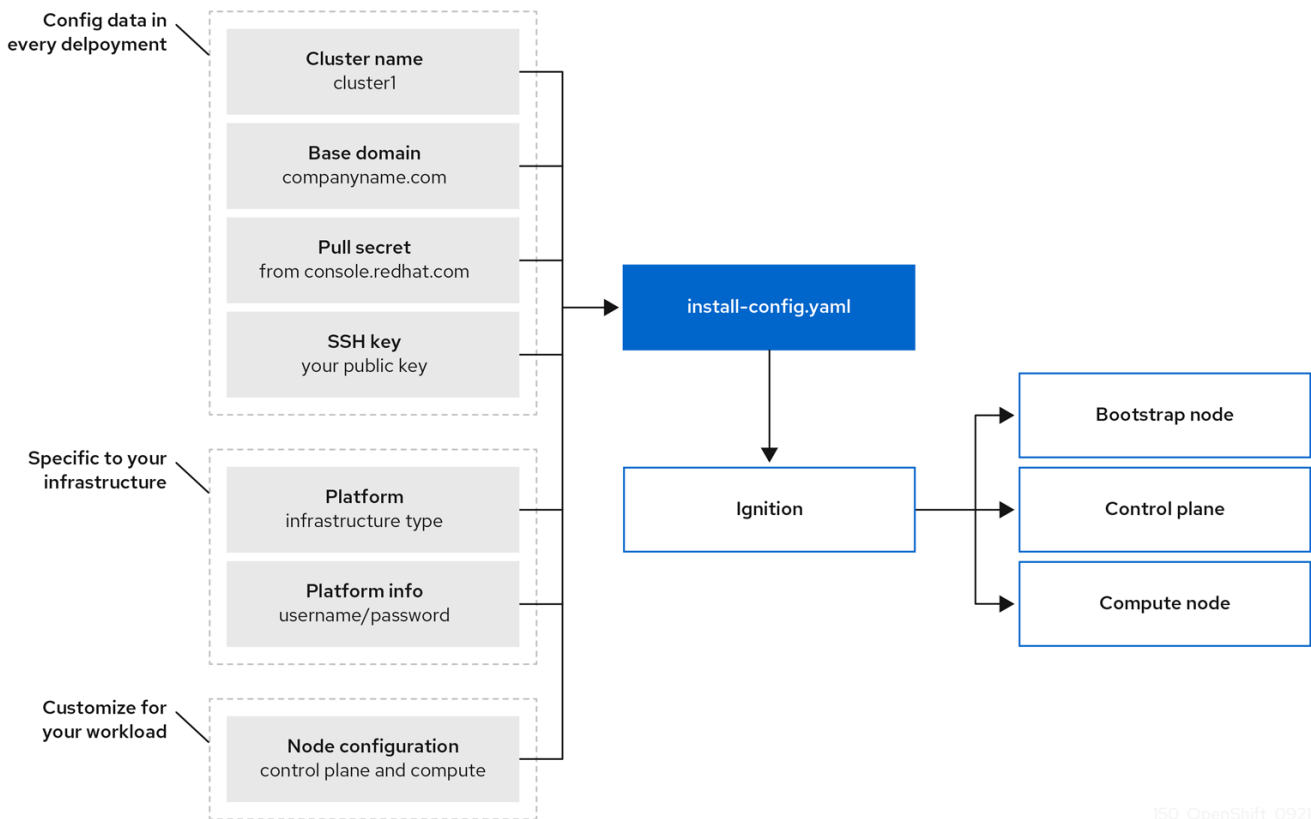 Config data in
every delpoyment
Cluster name
cluster1
Base domain
companyname.com
Pull secret
from console.redhat.com
SSH key
your public key
Specific to your
infrastructure
Platform
infrastructure type
Platform info
username/password
Customize for
your workload
Node configuration
control plane and compute
install-config.yaml
Ignition
Bootstrap node
Control plane
Compute node
150_OpenShift_0921